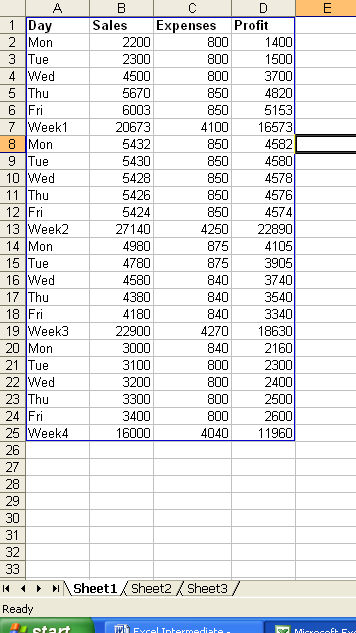 A B C D E
1 Day Sales Expenses Profit
2 Mon 2200 800 1400
3 Tue 2300 800 1500
4 Wed 4500 800 3700
5 Thu 5670 850 4820
6 Fri 6003 850 5153
7 Week1 20673 4100 16573
8 Mon 5432 850 4582
9 Tue 5430 850 4580
10 Wed 5428 850 4578
11 Thu 5426 850 4576
12 Fri 5424 850 4574
13 Week2 27140 4250 22890
14 Mon 4980 875 4105
15 Tue 4780 875 3905
16 Wed 4580 840 3740
17 Thu 4380 840 3540
18 Fri 4180 840 3340
19 Week3 22900 4270 18630
20 Mon 3000 840 2160
21 Tue 3100 800 2300
22 Wed 3200 800 2400
23 Thu 3300 800 2500
24 Fri 3400 800 2600
25 Week4 16000 4040 11960
26
27
28
29
30
31
32
33
Sheet1 Sheet2 Sheet3
Ready
start Excel Intermediate - Microsoft Ex